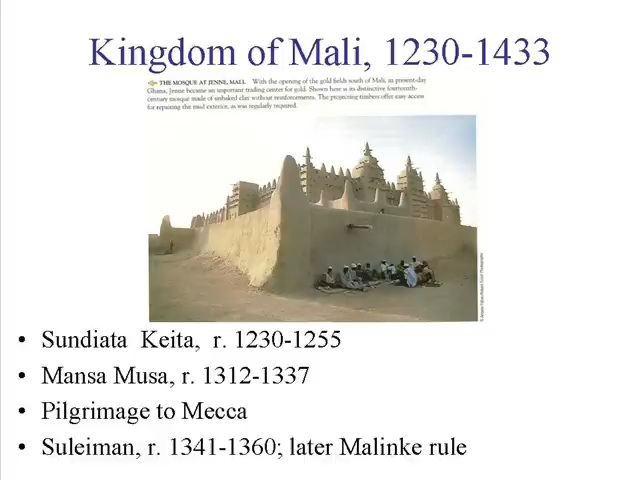 Kingdom of Mali, 1230-1433
THE MOSQUE AT JENNE, MALI. With the opening of the gold fields south of Mali, in present-day
Ghana, Jenne became an important trading center for gold. Shown here is its distinctive fourteenth-
century mosque made of unbaked clay without reinforcements. The projecting timbers offer easy access
for repairing the mud exterior, as was regularly required.
• Sundiata Keita, r. 1230-1255
• Mansa Musa, r. 1312-1337
• Pilgrimage to Mecca
• Suleiman, r. 1341-1360; later Malinke rule